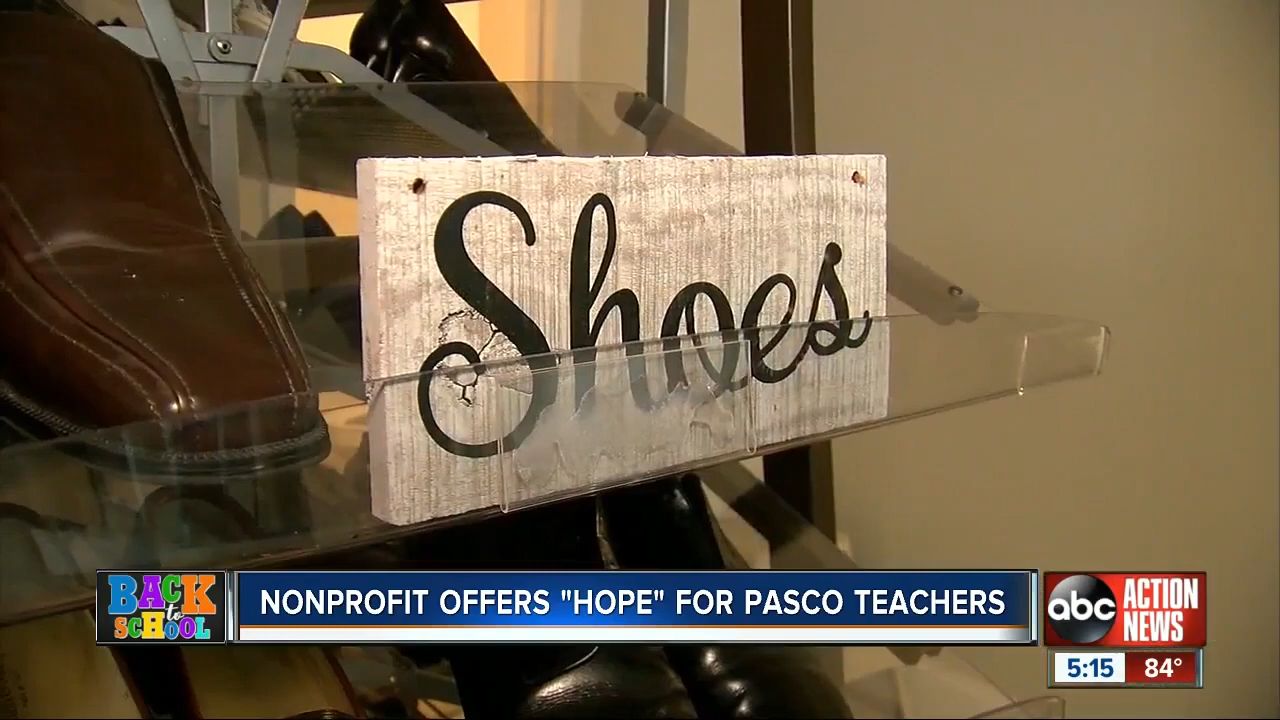 Shoes
BACK
to
SCHOOL
NONPROFIT OFFERS "HOPE" FOR PASCO TEACHERS
abc
ACTION
NEWS
5:15
84°